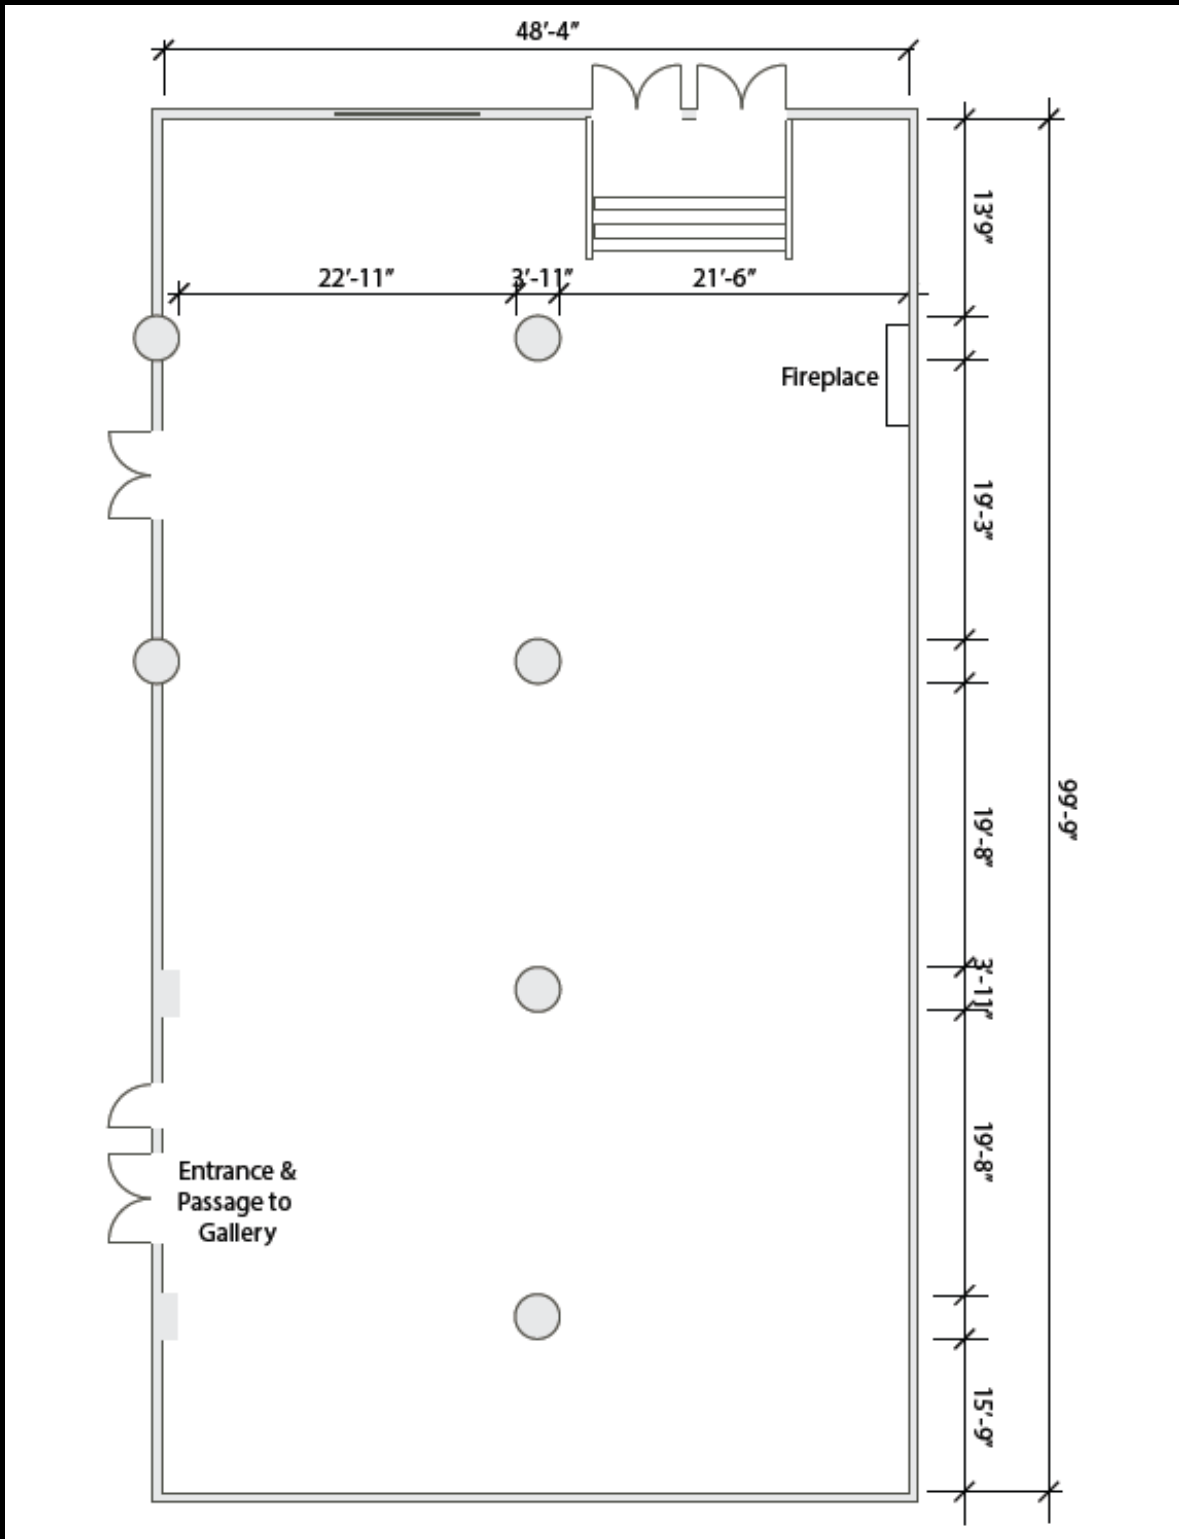 48'-4"
13'9"
22'-11"
3'-11"
21'-6"
Fireplace
19'-3"
99'-9"
19'-8"
3'-11"
19'-8"
Entrance &
Passage to
Gallery
15'-9"